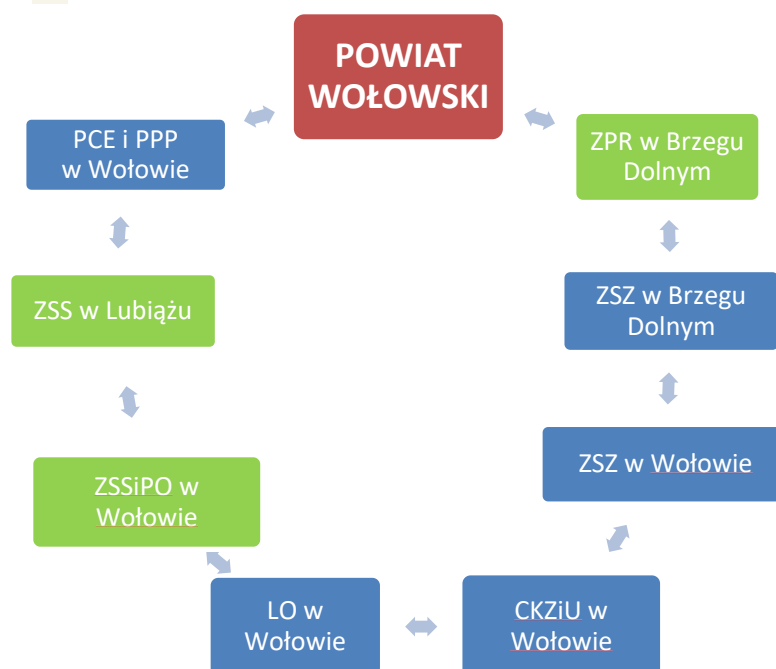 POWIAT
WOŁOWSKI
PCE i PPP
w Wołowie
ZPR w Brzegu
Dolnym
ZSS w Lubiążu
ZSZ w Brzegu
Dolnym
ZSSiPO w
Wołowie
ZSZ w Wołowie
LO w
Wołowie
CKZiU w
Wołowie